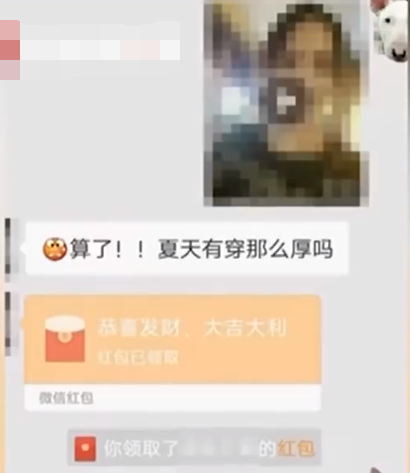 算了！！夏天有穿那么厚吗
恭喜发财、大吉大利
红包已领取
微信红包
你领取了
的红包